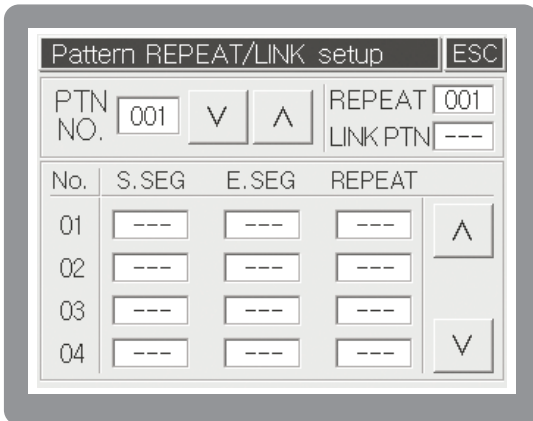 Pattern REPEAT/LINK setup ESC
PTN NO. 001 V Λ REPEAT 001
LINK PTN ---
No. S.SEG E.SEG REPEAT
01 --- --- --- Λ
02 --- --- ---
03 --- --- ---
04 --- --- --- V